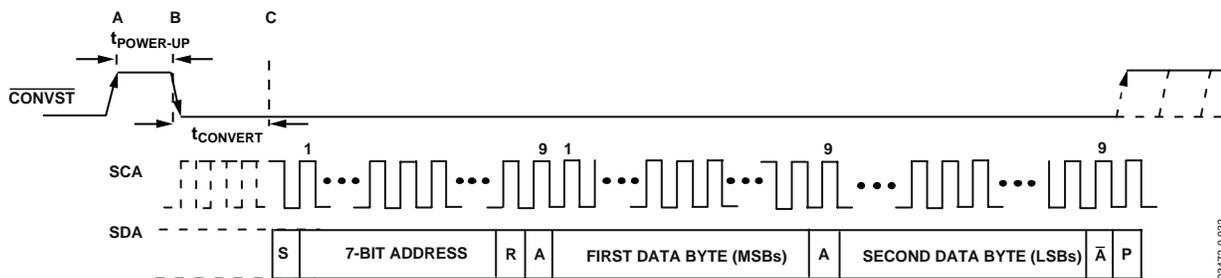 A B C
tPOWER-UP
CONVST
tCONVERT
1 9 1 9 9
SCA
SDA
S 7-BIT ADDRESS R A FIRST DATA BYTE (MSBs) A SECOND DATA BYTE (LSBs) A̅ P